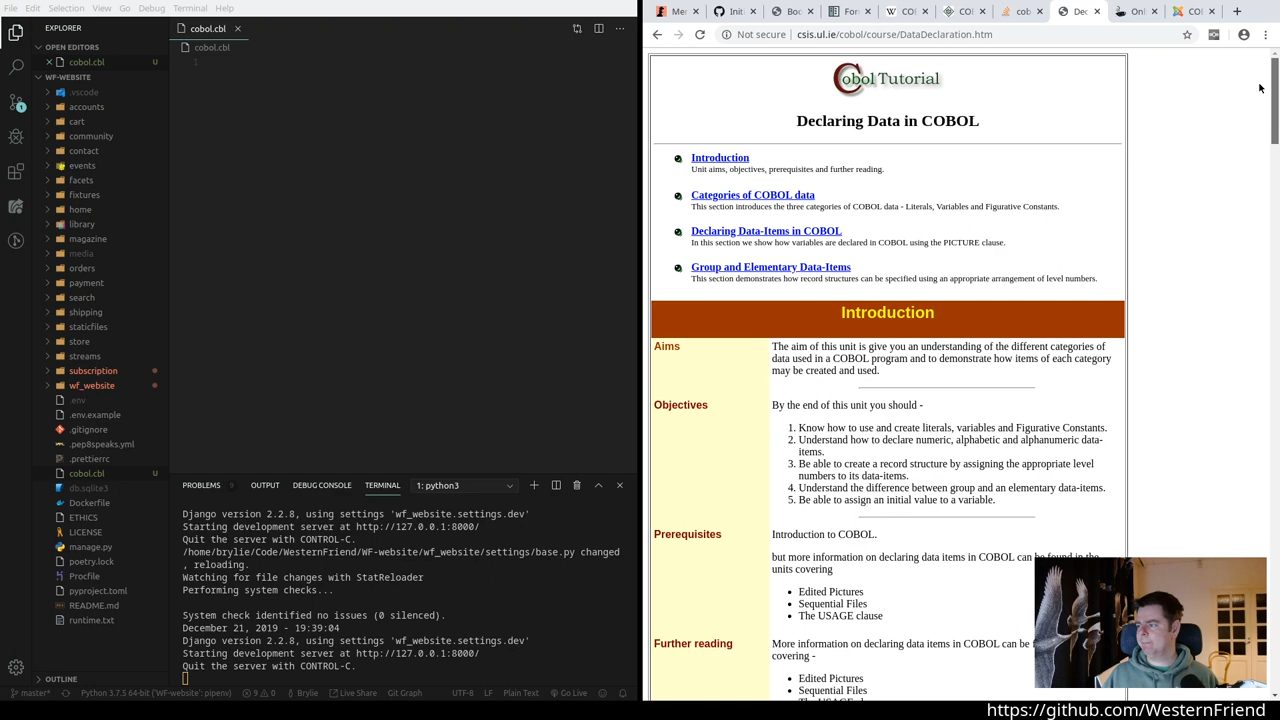 File Edit Selection View Go Debug Terminal Help
EXPLORER
OPEN EDITORS
cobol.cbl U
WF-WEBSITE
.vscode
accounts
cart
community
contact
events
facets
fixtures
home
library
magazine
media
orders
payment
search
shipping
staticfiles
store
streams
subscription
wf_website
.env
.env.example
.gitignore
.pep8speaks.yml
.prettierrc
cobol.cbl U
db.sqlite3
Dockerfile
ETHICS
LICENSE
manage.py
poetry.lock
Procfile
pyproject.toml
README.md
runtime.txt
OUTLINE
cobol.cbl
cobol.cbl
1
PROBLEMS 9 OUTPUT DEBUG CONSOLE TERMINAL 1: python3
Django version 2.2.8, using settings 'wf_website.settings.dev'
Starting development server at http://127.0.0.1:8000/
Quit the server with CONTROL-C.
/home/brylie/Code/WesternFriend/WF-website/wf_website/settings/base.py changed
, reloading.
Watching for file changes with StatReloader
Performing system checks...
System check identified no issues (0 silenced).
December 21, 2019 - 19:39:04
Django version 2.2.8, using settings 'wf_website.settings.dev'
Starting development server at http://127.0.0.1:8000/
Quit the server with CONTROL-C.
master* Python 3.7.5 64-bit ('WF-website': pipenv) 9 0 Brylie Live Share Git Graph UTF-8 LF Plain Text Go Live
Me Init Boo For Wel COB cob Dec Onl COB
Not secure csis.ul.ie/cobol/course/DataDeclaration.htm
Cobol Tutorial
Declaring Data in COBOL
Introduction
Unit aims, objectives, prerequisites and further reading.
Categories of COBOL data
This section introduces the three categories of COBOL data - Literals, Variables and Figurative Constants.
Declaring Data-Items in COBOL
In this section we show how variables are declared in COBOL using the PICTURE clause.
Group and Elementary Data-Items
This section demonstrates how record structures can be specified using an appropriate arrangement of level numbers.
Introduction
Aims
The aim of this unit is give you an understanding of the different categories of
data used in a COBOL program and to demonstrate how items of each category
may be created and used.
Objectives
By the end of this unit you should -
1. Know how to use and create literals, variables and Figurative Constants.
2. Understand how to declare numeric, alphabetic and alphanumeric data-
items.
3. Be able to create a record structure by assigning the appropriate level
numbers to its data-items.
4. Understand the difference between group and an elementary data-items.
5. Be able to assign an initial value to a variable.
Prerequisites
Introduction to COBOL.
but more information on declaring data items in COBOL can be found in the
units covering
Edited Pictures
Sequential Files
The USAGE clause
Further reading
More information on declaring data items in COBOL can be f
covering -
Edited Pictures
Sequential Files
https://github.com/WesternFriend